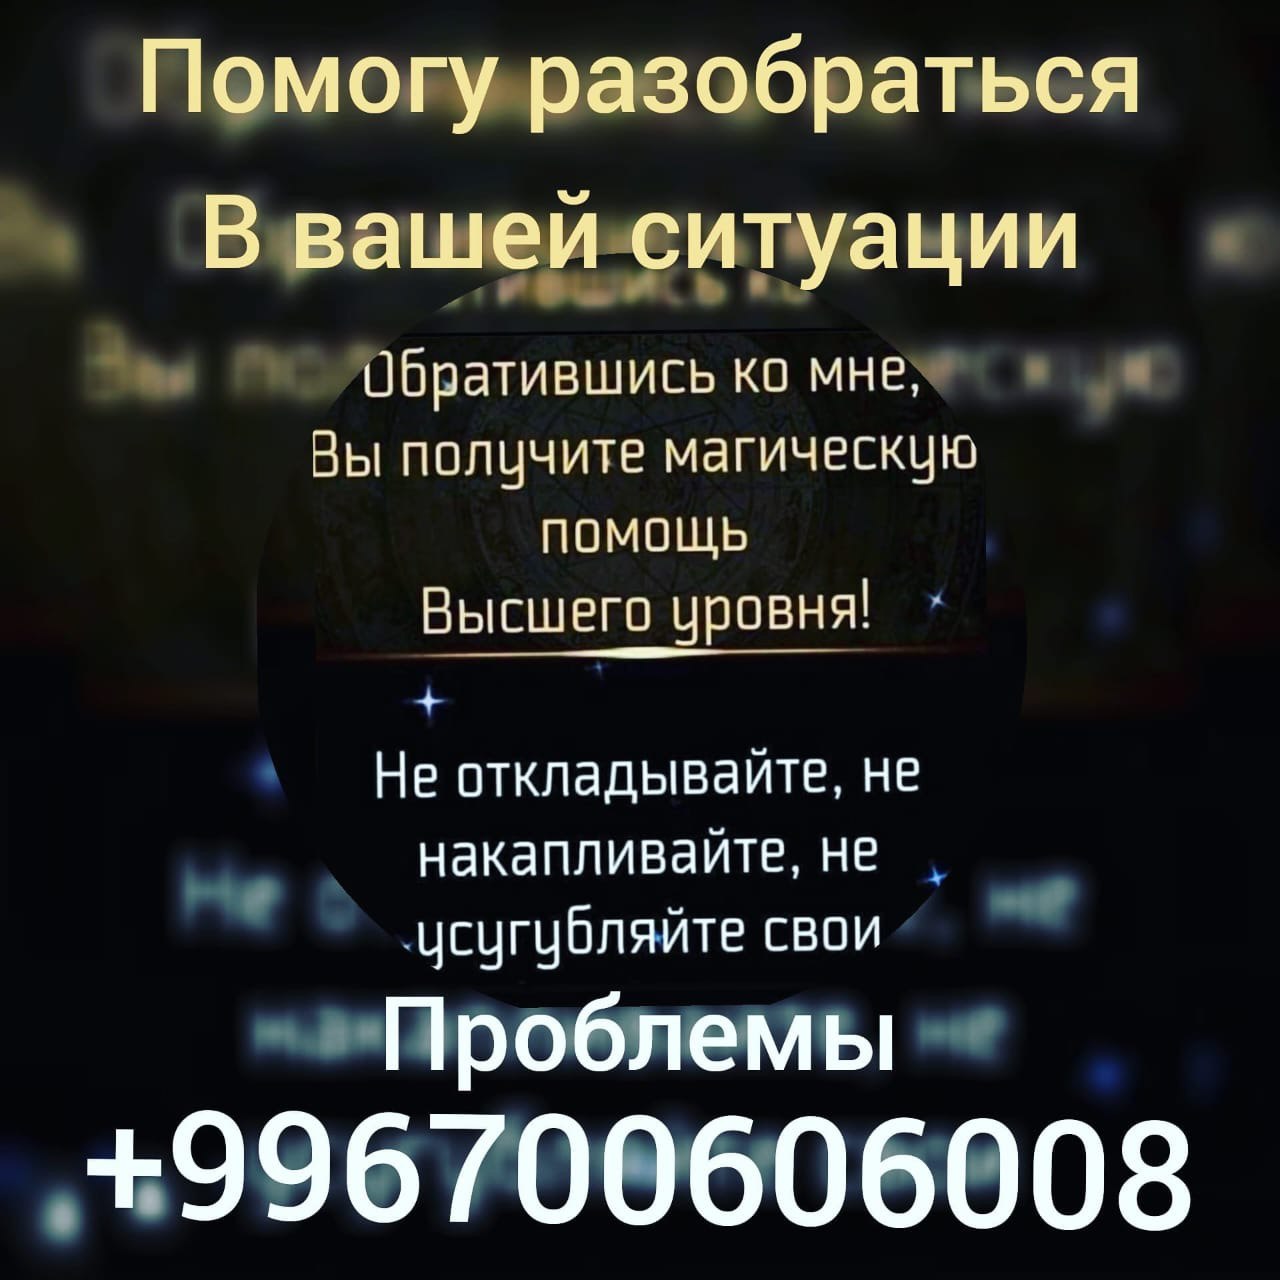 Помогу разобраться
В вашей ситуации
Обратившись ко мне,
Вы получите магическую
помощь
Высшего уровня!
Не откладывайте, не
накапливайте, не
усугубляйте свои
Проблемы
+996700606008